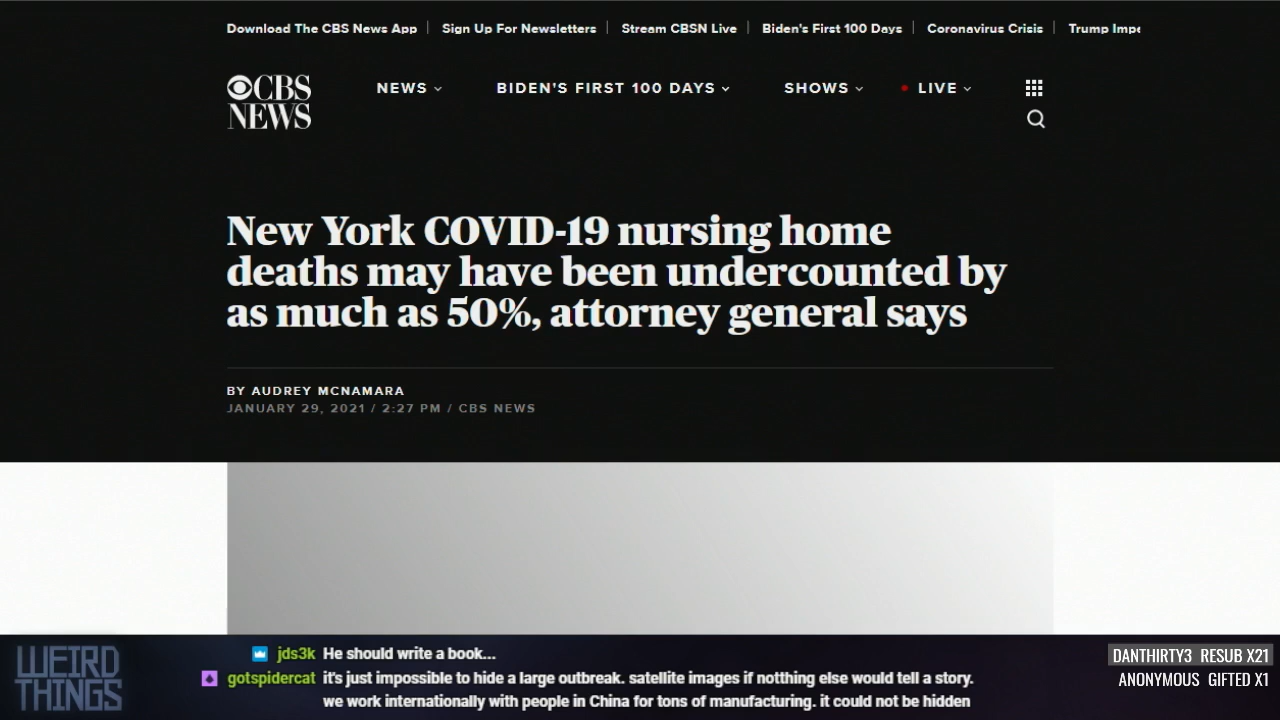 Download The CBS News App Sign Up For Newsletters Stream CBSN Live Biden's First 100 Days Coronavirus Crisis Trump Impe
CBS NEWS
NEWS BIDEN'S FIRST 100 DAYS SHOWS LIVE
New York COVID-19 nursing home
deaths may have been undercounted by
as much as 50%, attorney general says
BY AUDREY MCNAMARA
JANUARY 29, 2021 / 2:27 PM / CBS NEWS
WEIRD
THINGS
jds3k He should write a book...
gotspidercat it's just impossible to hide a large outbreak. satellite images if notthing else would tell a story.
we work internationally with people in China for tons of manufacturing. it could not be hidden
DANTHIRTY3 RESUB X21
ANONYMOUS GIFTED X1